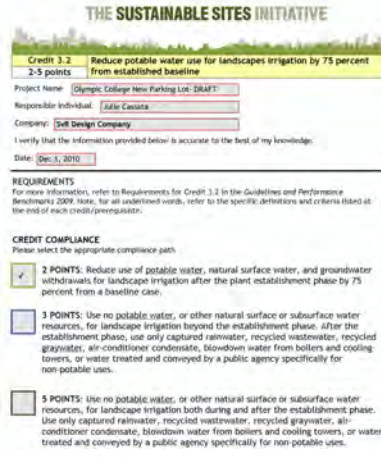 THE SUSTAINABLE SITES INITIATIVE
Credit 3.2
2-5 points
Reduce potable water use for landscapes irrigation by 75 percent
from established baseline
Project Name Olympic College New Parking Lot- DRAFT
Responsible Individual: Julie Cassata
Company: SvR Design Company
I verify that the information provided below is accurate to the best of my knowledge.
Date: Dec 1, 2010
REQUIREMENTS
For more information, refer to Requirements for Credit 3.2 in the Guidelines and Performance
Benchmarks 2009. Note, for all underlined words, refer to the specific definitions and criteria listed at
the end of each credit/prerequisite.
CREDIT COMPLIANCE
Please select the appropriate compliance path
✓
2 POINTS: Reduce use of potable water, natural surface water, and groundwater
withdrawals for landscape irrigation after the plant establishment phase by 75
percent from a baseline case.
3 POINTS: Use no potable water, or other natural surface or subsurface water
resources, for landscape irrigation beyond the establishment phase. After the
establishment phase, use only captured rainwater, recycled wastewater, recycled
graywater, air-conditioner condensate, blowdown water from boilers and cooling
towers, or water treated and conveyed by a public agency specifically for
non-potable uses.
5 POINTS: Use no potable water, or other natural surface or subsurface water
resources, for landscape irrigation both during and after the establishment phase.
Use only captured rainwater, recycled wastewater, recycled graywater, air-
conditioner condensate, blowdown water from boilers and cooling towers, or water
treated and conveyed by a public agency specifically for non-potable uses.